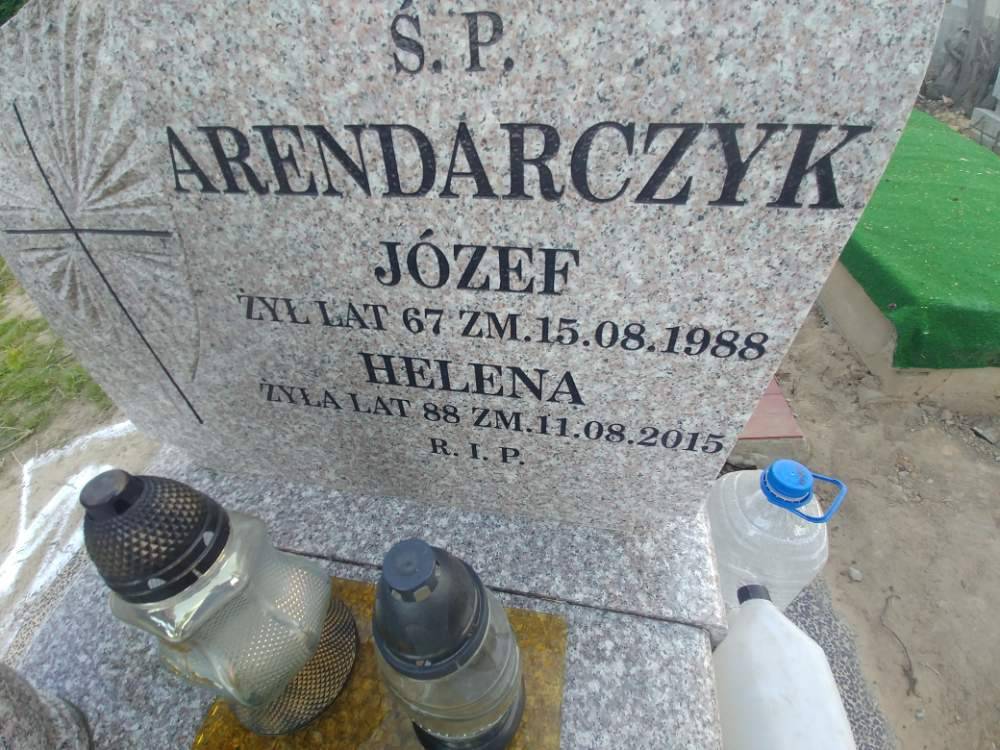 Ś. P.
ARENDARCZYK
JÓZEF
ŻYŁ LAT 67 ZM.15.08.1988
HELENA
ŻYŁA LAT 88 ZM.11.08.2015
R. I. P.